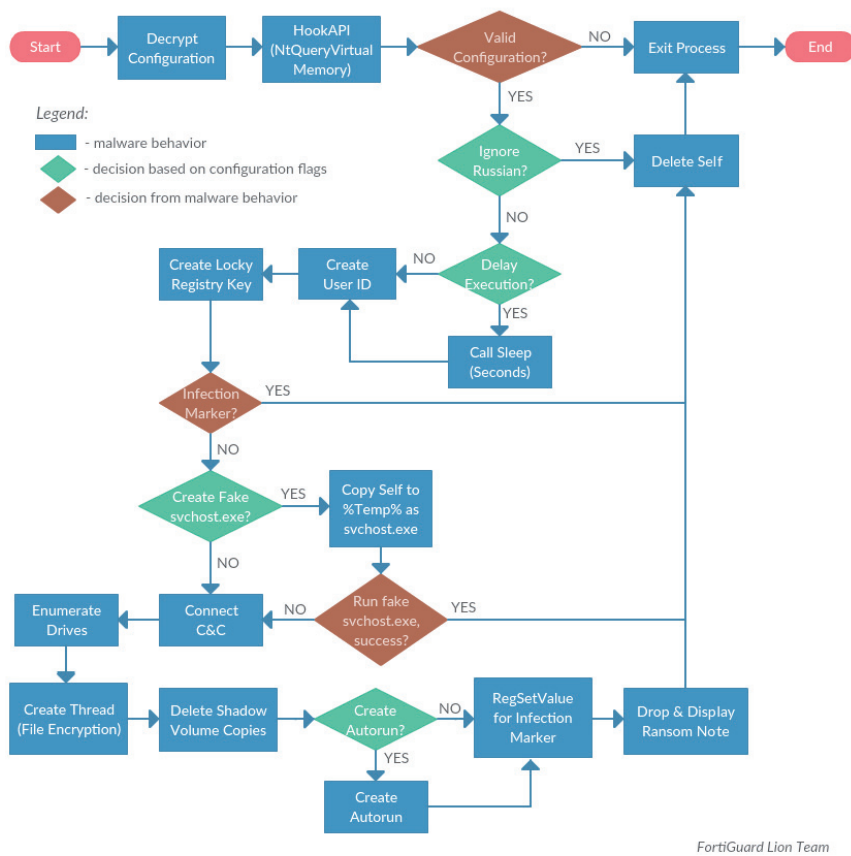 Start
Decrypt
Configuration
HookAPI
(NtQueryVirtual
Memory)
Valid
Configuration?
NO
Exit Process
End
YES
Legend:
- malware behavior
- decision based on configuration flags
- decision from malware behavior
Ignore
Russian?
YES
Delete Self
NO
Create Locky
Registry Key
Create
User ID
NO
Delay
Execution?
YES
Call Sleep
(Seconds)
Infection
Marker?
YES
NO
Create Fake
svchost.exe?
YES
Copy Self to
%Temp% as
svchost.exe
NO
Enumerate
Drives
Connect
C&C
NO
Run fake
svchost.exe,
success?
YES
Create Thread
(File Encryption)
Delete Shadow
Volume Copies
Create
Autorun?
NO
RegSetValue
for Infection
Marker
Drop & Display
Ransom Note
YES
Create
Autorun
FortiGuard Lion Team